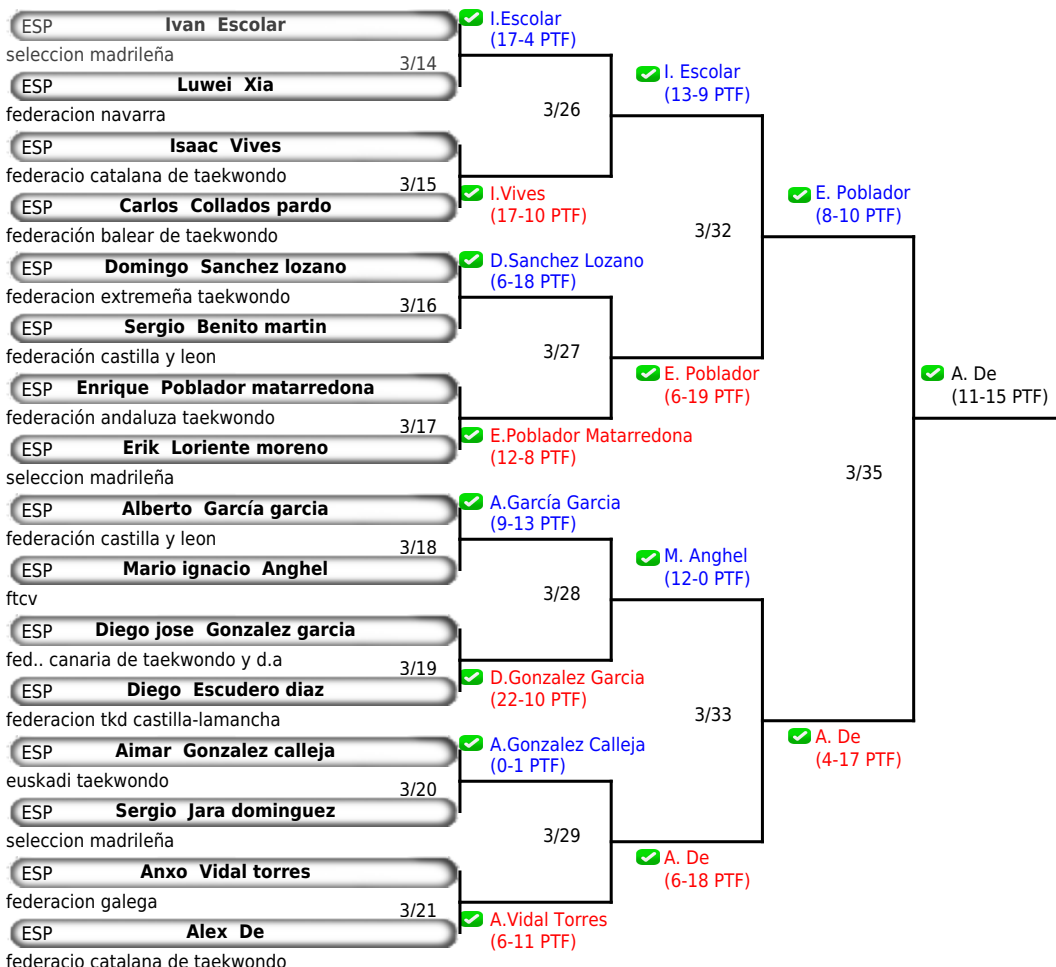 ESP Ivan Escolar
seleccion madrileña
3/14
ESP Luwei Xia
federacion navarra
ESP Isaac Vives
federacio catalana de taekwondo
3/15
ESP Carlos Collados pardo
federación balear de taekwondo
ESP Domingo Sanchez lozano
federacion extremeña taekwondo
3/16
ESP Sergio Benito martin
federación castilla y leon
ESP Enrique Poblador matarredona
federación andaluza taekwondo
3/17
ESP Erik Loriente moreno
seleccion madrileña
ESP Alberto García garcia
federación castilla y leon
3/18
ESP Mario ignacio Anghel
ftcv
ESP Diego jose Gonzalez garcia
fed.. canaria de taekwondo y d.a
3/19
ESP Diego Escudero diaz
federacion tkd castilla-lamancha
ESP Aimar Gonzalez calleja
euskadi taekwondo
3/20
ESP Sergio Jara dominguez
seleccion madrileña
ESP Anxo Vidal torres
federacion galega
3/21
ESP Alex De
federacio catalana de taekwondo
I.Escolar
(17-4 PTF)
3/26
I.Vives
(17-10 PTF)
D.Sanchez Lozano
(6-18 PTF)
3/27
E.Poblador Matarredona
(12-8 PTF)
A.García Garcia
(9-13 PTF)
3/28
D.Gonzalez Garcia
(22-10 PTF)
A.Gonzalez Calleja
(0-1 PTF)
3/29
A.Vidal Torres
(6-11 PTF)
I. Escolar
(13-9 PTF)
3/32
E. Poblador
(6-19 PTF)
M. Anghel
(12-0 PTF)
3/33
A. De
(6-18 PTF)
E. Poblador
(8-10 PTF)
3/35
A. De
(4-17 PTF)
A. De
(11-15 PTF)